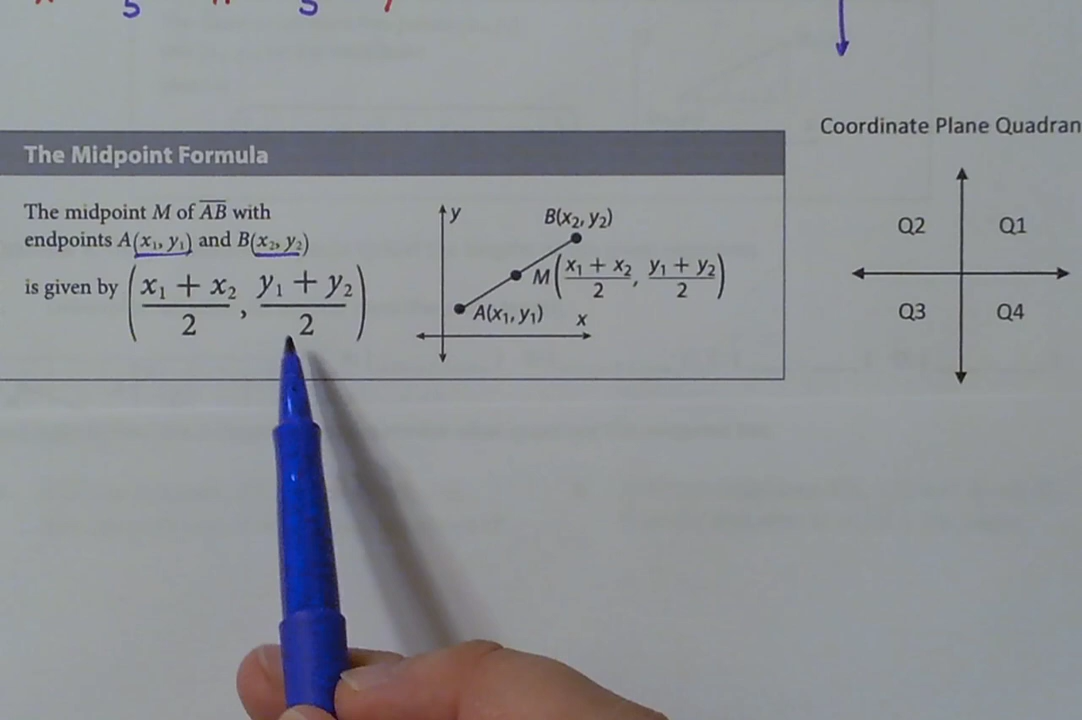 5
5
Coordinate Plane Quadran
The Midpoint Formula
The midpoint M of A̅B̅ with
endpoints A(x₁, y₁) and B(x₂, y₂)
is given by (x₁ + x₂ / 2, y₁ + y₂ / 2)
y
B(x₂, y₂)
M(x₁ + x₂ / 2, y₁ + y₂ / 2)
A(x₁, y₁)
x
Q2
Q1
Q3
Q4